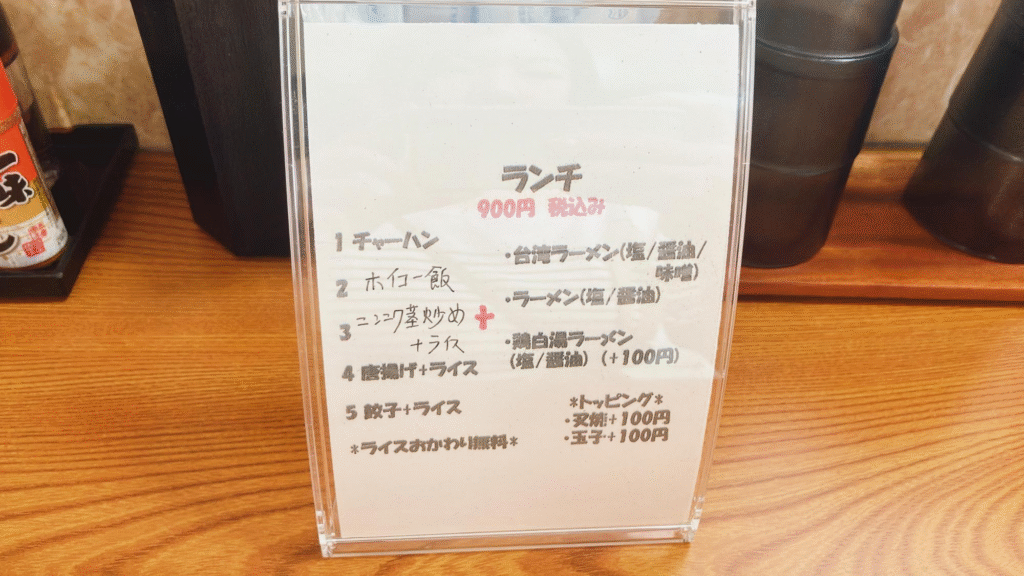 ランチ
900円 税込み
1 チャーハン
2 ホイコー飯
3 ニンニク茎炒め
+ライス
4 唐揚げ+ライス
5 餃子+ライス
*ライスおかわり無料*
+
・台湾ラーメン(塩/醤油/
味噌)
・ラーメン(塩/醤油)
・鶏白湯ラーメン
(塩/醤油) (+100円)
*トッピング*
・叉焼+100円
・玉子+100円
一味